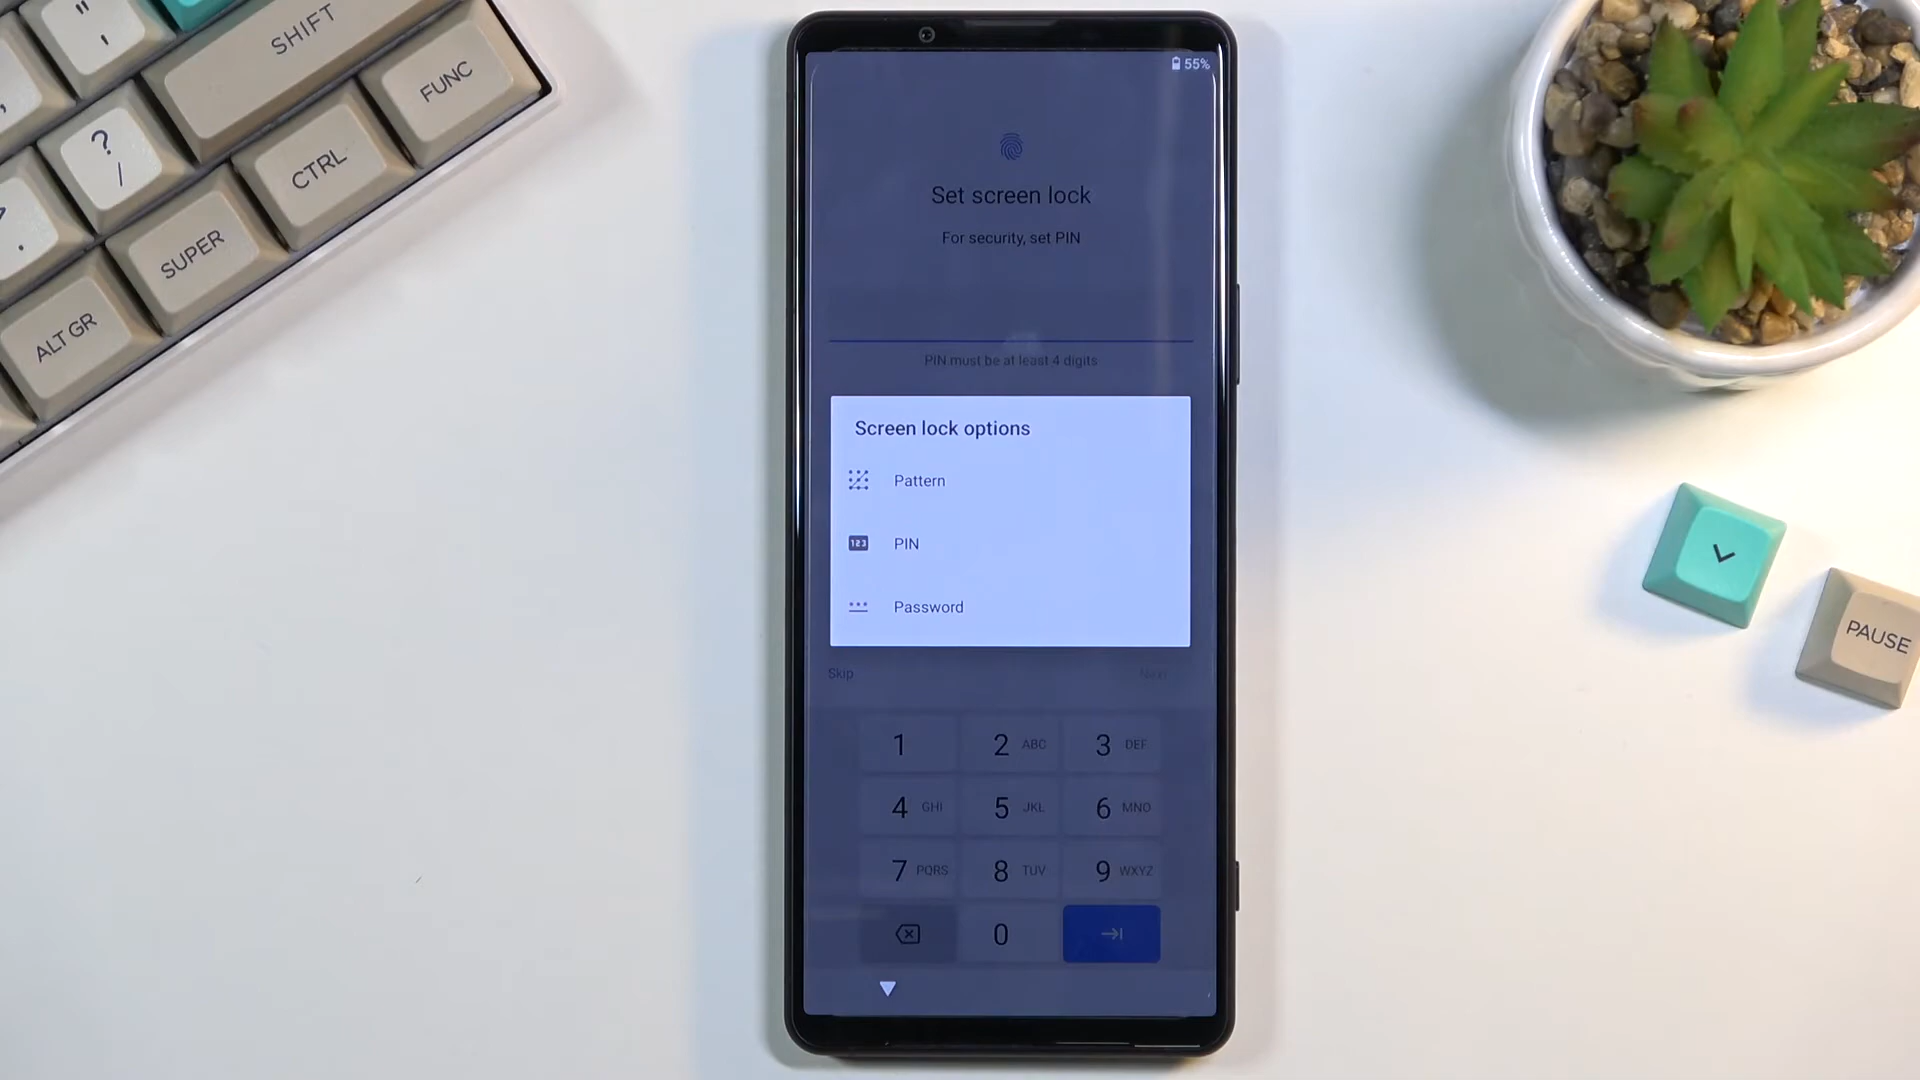 " ,
SHIFT
FUNC
? /
CTRL
.
SUPER
ALT GR
55%
Set screen lock
For security, set PIN
PIN must be at least 4 digits
Screen lock options
Pattern
123 PIN
Password
Skip Next
1 2 ABC 3 DEF
4 GHI 5 JKL 6 MNO
7 PQRS 8 TUV 9 WXYZ
0
PAUSE